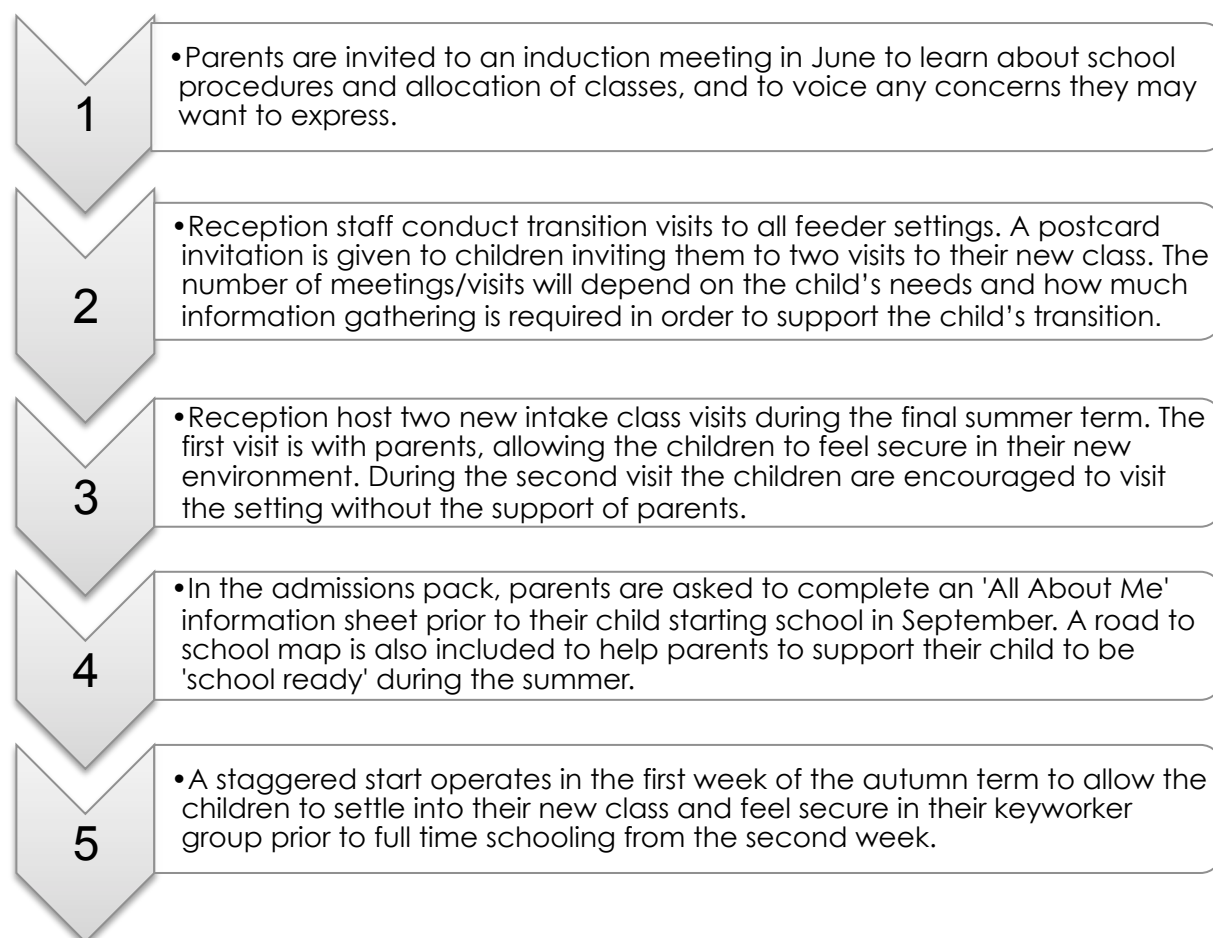 1
•Parents are invited to an induction meeting in June to learn about school
procedures and allocation of classes, and to voice any concerns they may
want to express.
2
•Reception staff conduct transition visits to all feeder settings. A postcard
invitation is given to children inviting them to two visits to their new class. The
number of meetings/visits will depend on the child’s needs and how much
information gathering is required in order to support the child’s transition.
3
•Reception host two new intake class visits during the final summer term. The
first visit is with parents, allowing the children to feel secure in their new
environment. During the second visit the children are encouraged to visit
the setting without the support of parents.
4
•In the admissions pack, parents are asked to complete an 'All About Me'
information sheet prior to their child starting school in September. A road to
school map is also included to help parents to support their child to be
'school ready' during the summer.
5
•A staggered start operates in the first week of the autumn term to allow the
children to settle into their new class and feel secure in their keyworker
group prior to full time schooling from the second week.